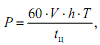 P = 60 · V · h · T / tц,